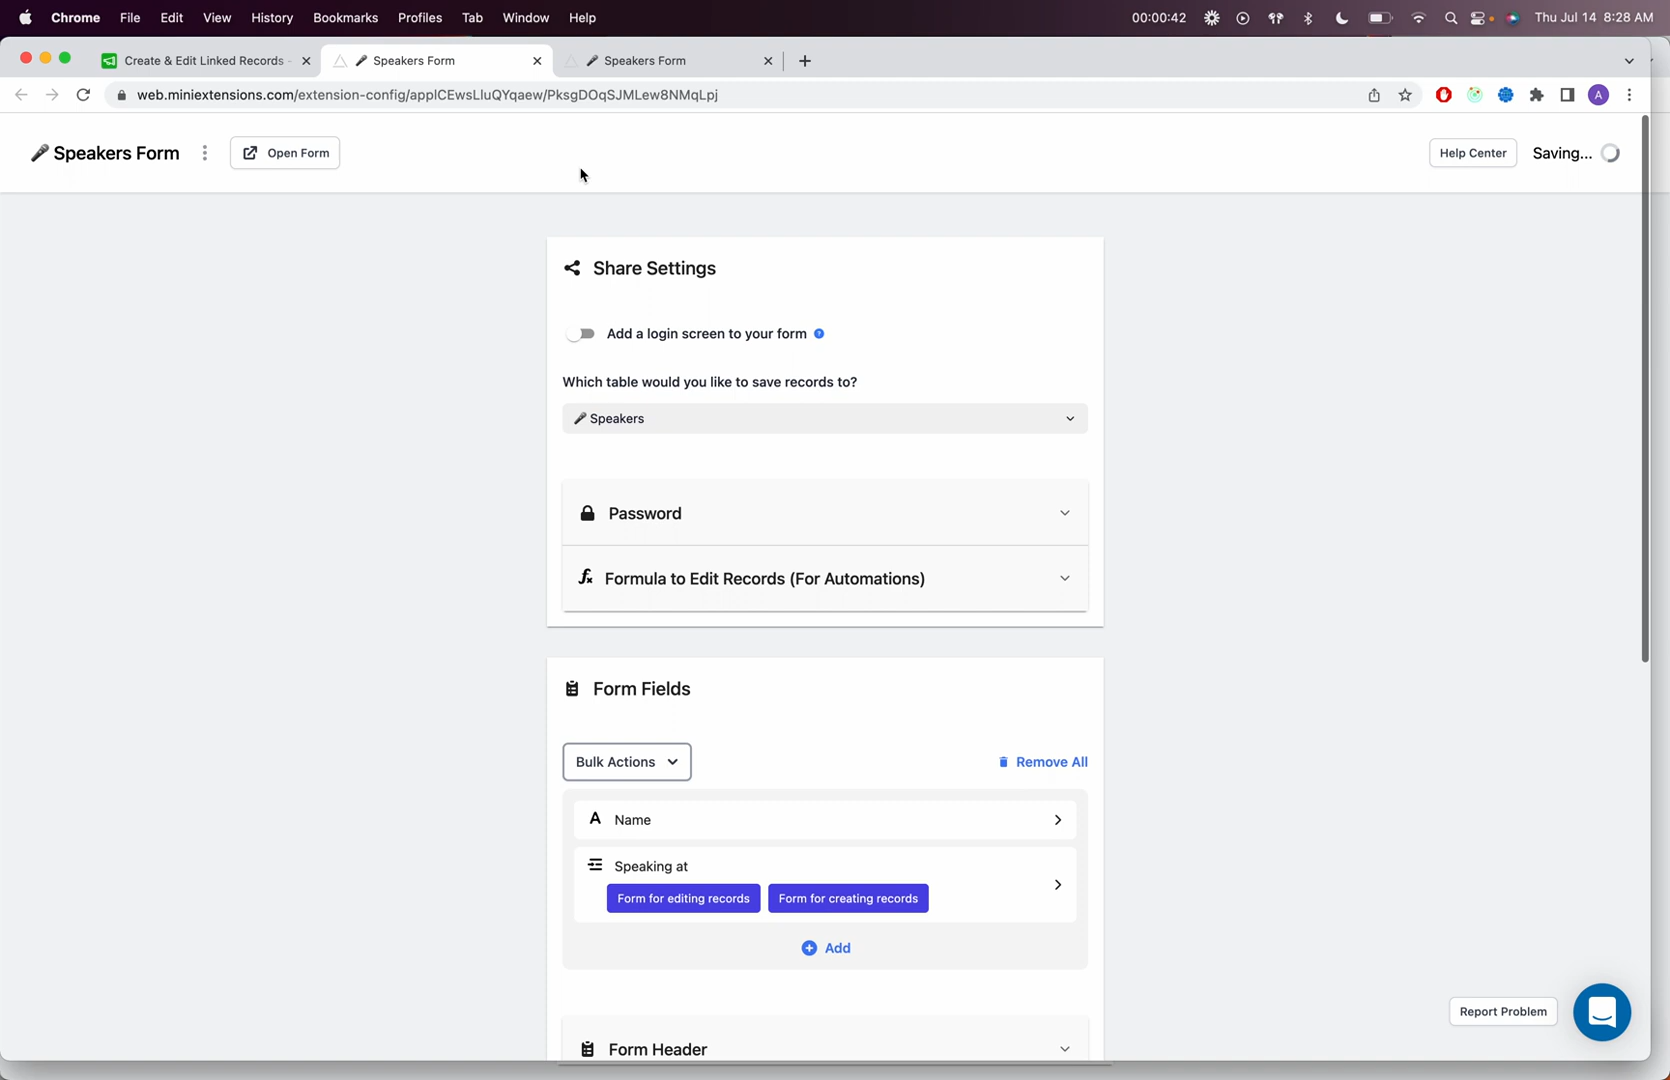 Chrome File Edit View History Bookmarks Profiles Tab Window Help 00:00:42 Thu Jul 14 8:28 AM
Create & Edit Linked Records - Speakers Form Speakers Form
web.miniextensions.com/extension-config/applCEwsLluQYqaew/PksgDOqSJMLew8NMqLpj A
Speakers Form Open Form Help Center Saving...
Share Settings
Add a login screen to your form ?
Which table would you like to save records to?
Speakers
Password
fx Formula to Edit Records (For Automations)
Form Fields
Bulk Actions Remove All
A Name
Speaking at
Form for editing records Form for creating records
Add
Report Problem
Form Header